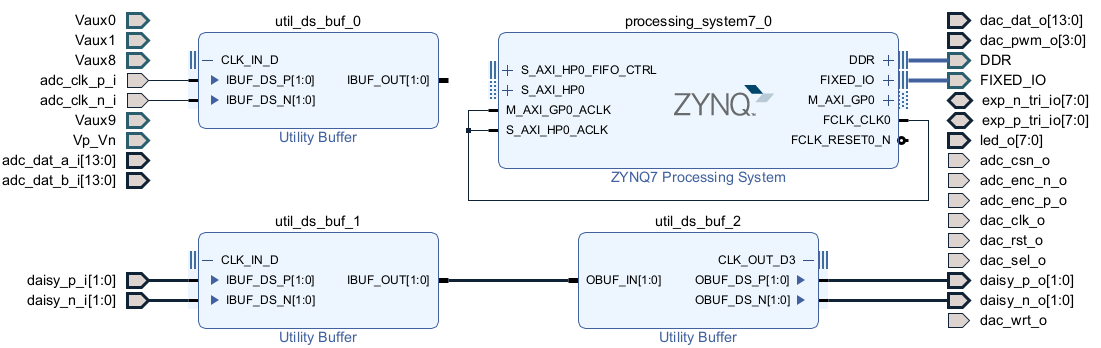 Vaux0
Vaux1
Vaux8
adc_clk_p_i
adc_clk_n_i
Vaux9
Vp_Vn
adc_dat_a_i[13:0]
adc_dat_b_i[13:0]
util_ds_buf_0
CLK_IN_D
IBUF_DS_P[1:0]
IBUF_OUT[1:0]
IBUF_DS_N[1:0]
Utility Buffer
processing_system7_0
S_AXI_HP0_FIFO_CTRL
S_AXI_HP0
M_AXI_GP0_ACLK
S_AXI_HP0_ACLK
ZYNQ
DDR
FIXED_IO
M_AXI_GP0
FCLK_CLK0
FCLK_RESET0_N
ZYNQ7 Processing System
dac_dat_o[13:0]
dac_pwm_o[3:0]
DDR
FIXED_IO
exp_n_tri_io[7:0]
exp_p_tri_io[7:0]
led_o[7:0]
adc_csn_o
adc_enc_n_o
adc_enc_p_o
dac_clk_o
dac_rst_o
dac_sel_o
daisy_p_o[1:0]
daisy_n_o[1:0]
dac_wrt_o
daisy_p_i[1:0]
daisy_n_i[1:0]
util_ds_buf_1
CLK_IN_D
IBUF_DS_P[1:0]
IBUF_OUT[1:0]
IBUF_DS_N[1:0]
Utility Buffer
util_ds_buf_2
CLK_OUT_D3
OBUF_IN[1:0]
OBUF_DS_P[1:0]
OBUF_DS_N[1:0]
Utility Buffer